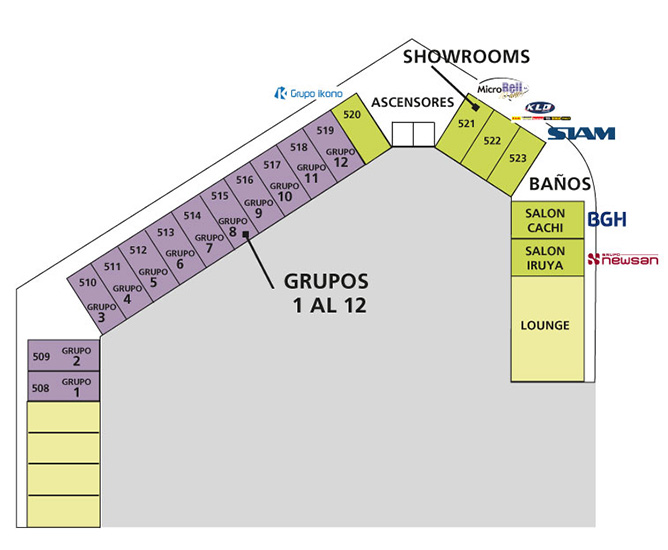 SHOWROOMS
Grupo ikono
ASCENSORES
MicroBell
KLB
SIAM
520
521
522
523
BAÑOS
519
GRUPO
12
518
GRUPO
11
517
GRUPO
10
516
GRUPO
9
515
GRUPO
8
514
GRUPO
7
513
GRUPO
6
512
GRUPO
5
511
GRUPO
4
510
GRUPO
3
SALON
CACHI
BGH
SALON
IRUYA
GRUPO
newsan
GRUPOS
1 AL 12
LOUNGE
509 GRUPO
2
508 GRUPO
1